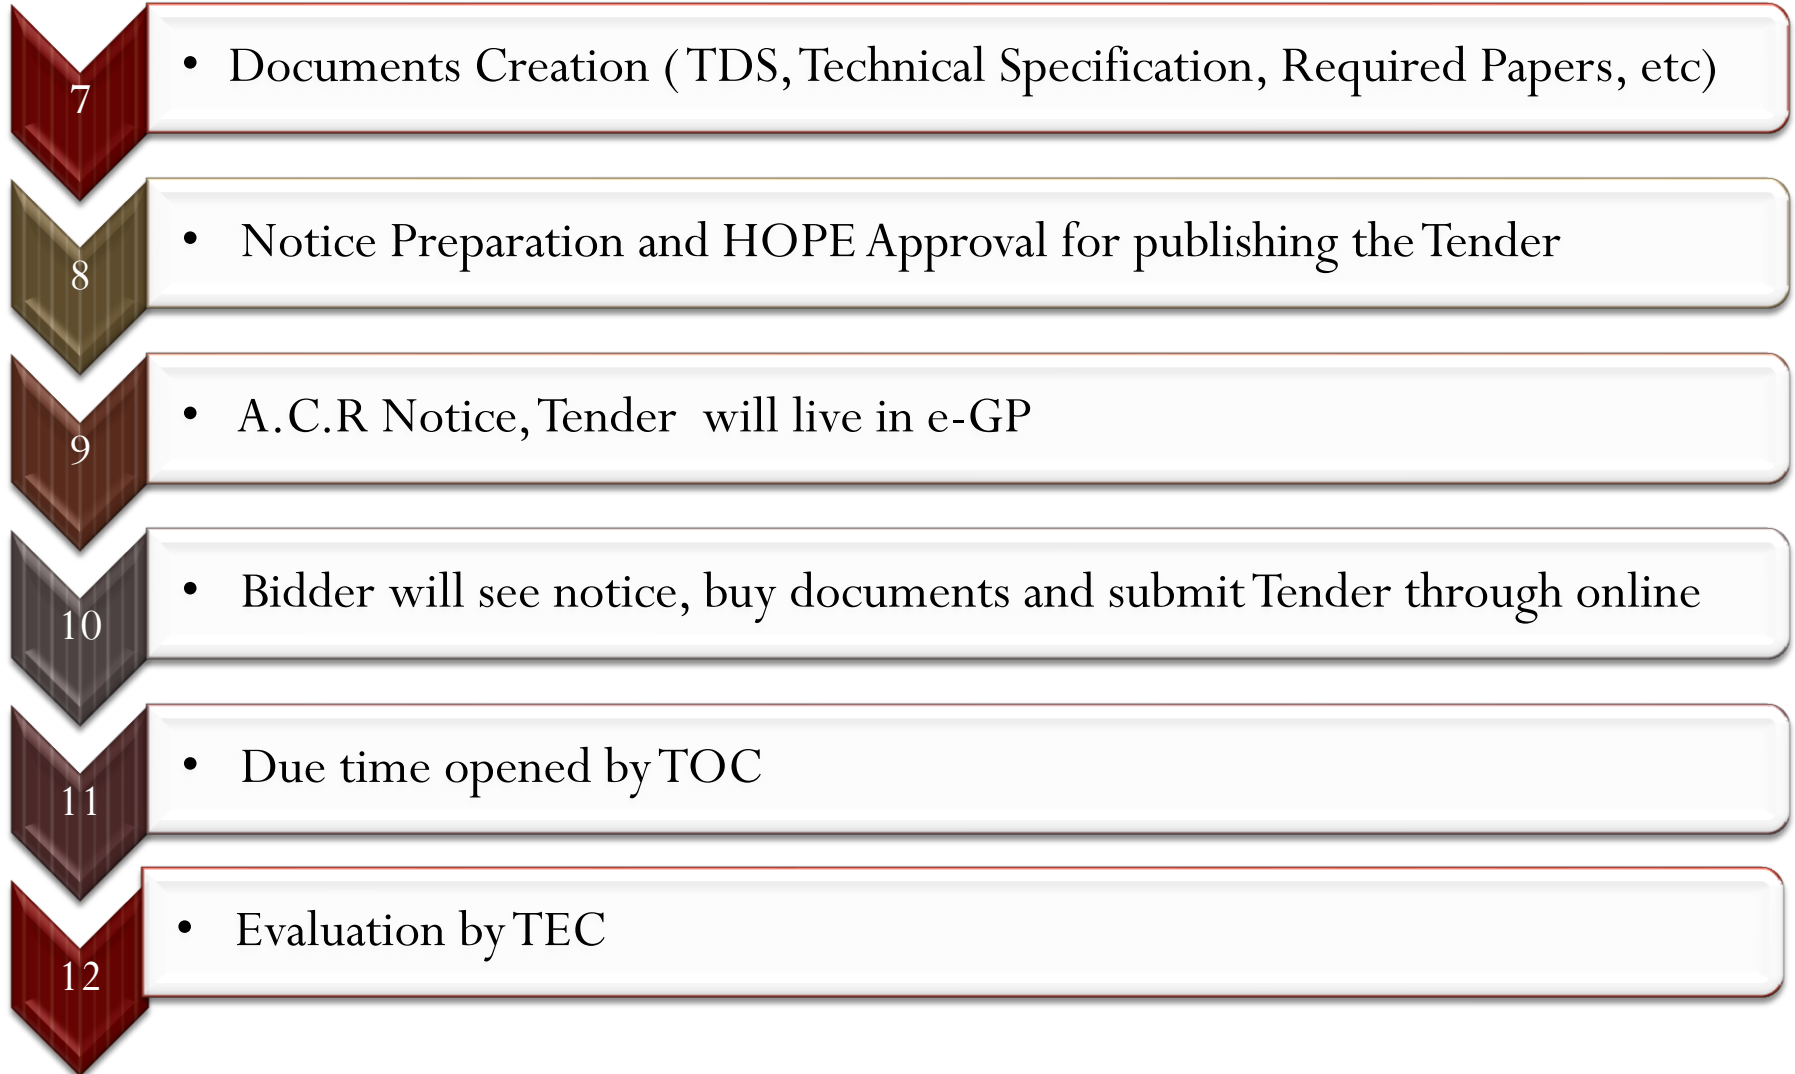 7
• Documents Creation ( TDS, Technical Specification, Required Papers, etc)
8
• Notice Preparation and HOPE Approval for publishing the Tender
9
• A.C.R Notice, Tender will live in e-GP
10
• Bidder will see notice, buy documents and submit Tender through online
11
• Due time opened by TOC
12
• Evaluation by TEC